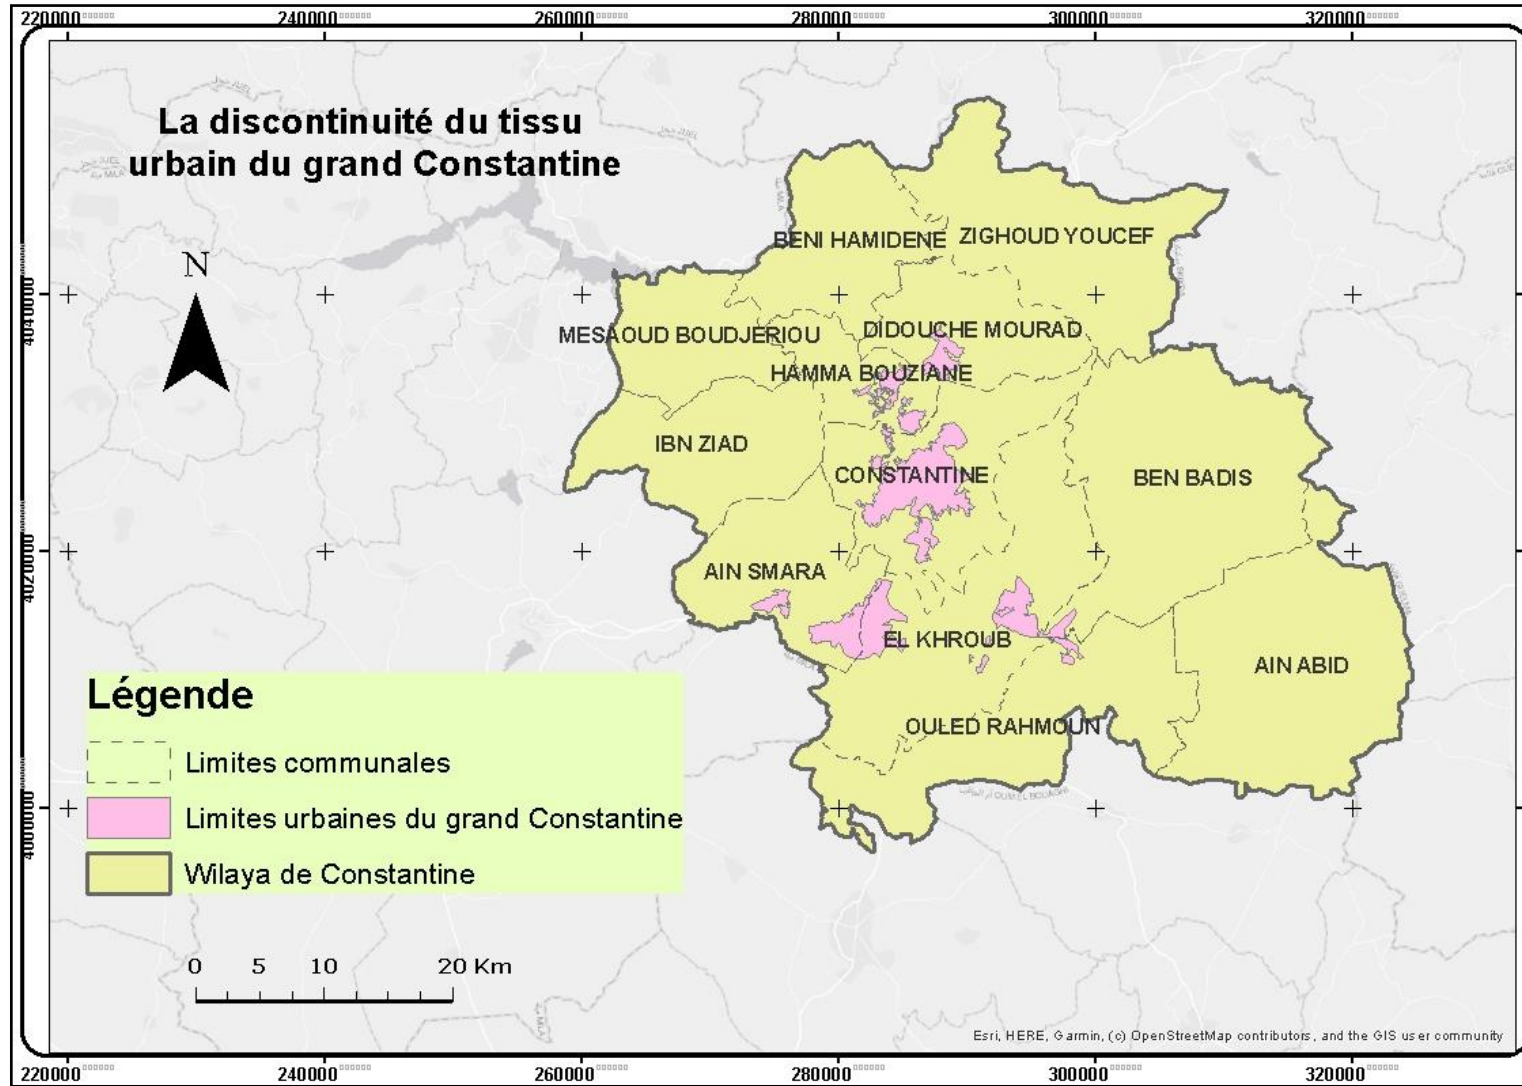 220000 240000 260000 280000 300000 320000
La discontinuité du tissu
urbain du grand Constantine
N
4040000
4020000
4000000
BENI HAMIDENE
ZIGHOUD YOUCEF
MESAOUD BOUDJERIOU
DIDOUCHE MOURAD
HAMMA BOUZIANE
IBN ZIAD
CONSTANTINE
BEN BADIS
AIN SMARA
EL KHROUB
AIN ABID
OULED RAHMOUN
Légende
Limites communales
Limites urbaines du grand Constantine
Wilaya de Constantine
0 5 10 20 Km
Esri, HERE, Garmin, (c) OpenStreetMap contributors, and the GIS user community
220000 240000 260000 280000 300000 320000